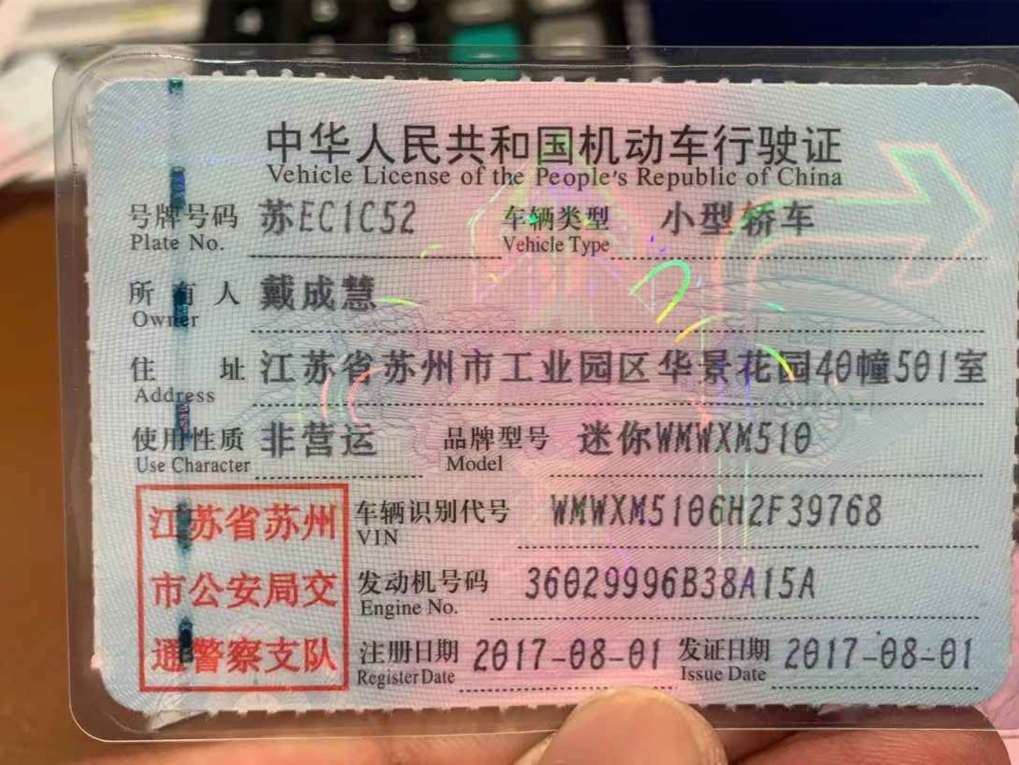 中华人民共和国机动车行驶证
Vehicle License of the People's Republic of China
号牌号码 苏EC1C52 车辆类型 小型轿车
Plate No. Vehicle Type
所有人 戴成慧
Owner
住址 江苏省苏州市工业园区华景花园40幢501室
Address
使用性质 非营运 品牌型号 迷你WMWXM510
Use Character Model
江苏省苏州 车辆识别代号 WMWXM5106H2F39768
VIN
市公安局交 发动机号码 36029996B38A15A
Engine No.
通警察支队 注册日期 2017-08-01 发证日期 2017-08-01
Register Date Issue Date